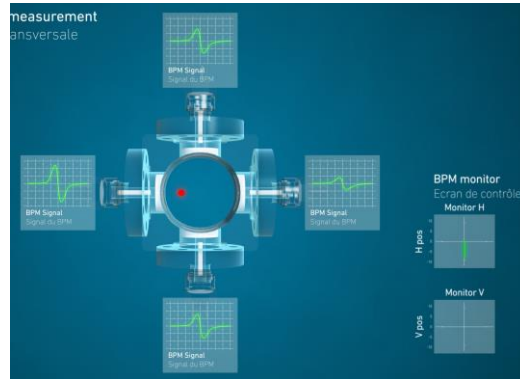 measurement
ansversale
BPM Signal
Signal du BPM
BPM Signal
Signal du BPM
BPM Signal
Signal du BPM
BPM Signal
Signal du BPM
BPM monitor
Ecran de contrôle
Monitor H
H pos
Monitor V
V pos